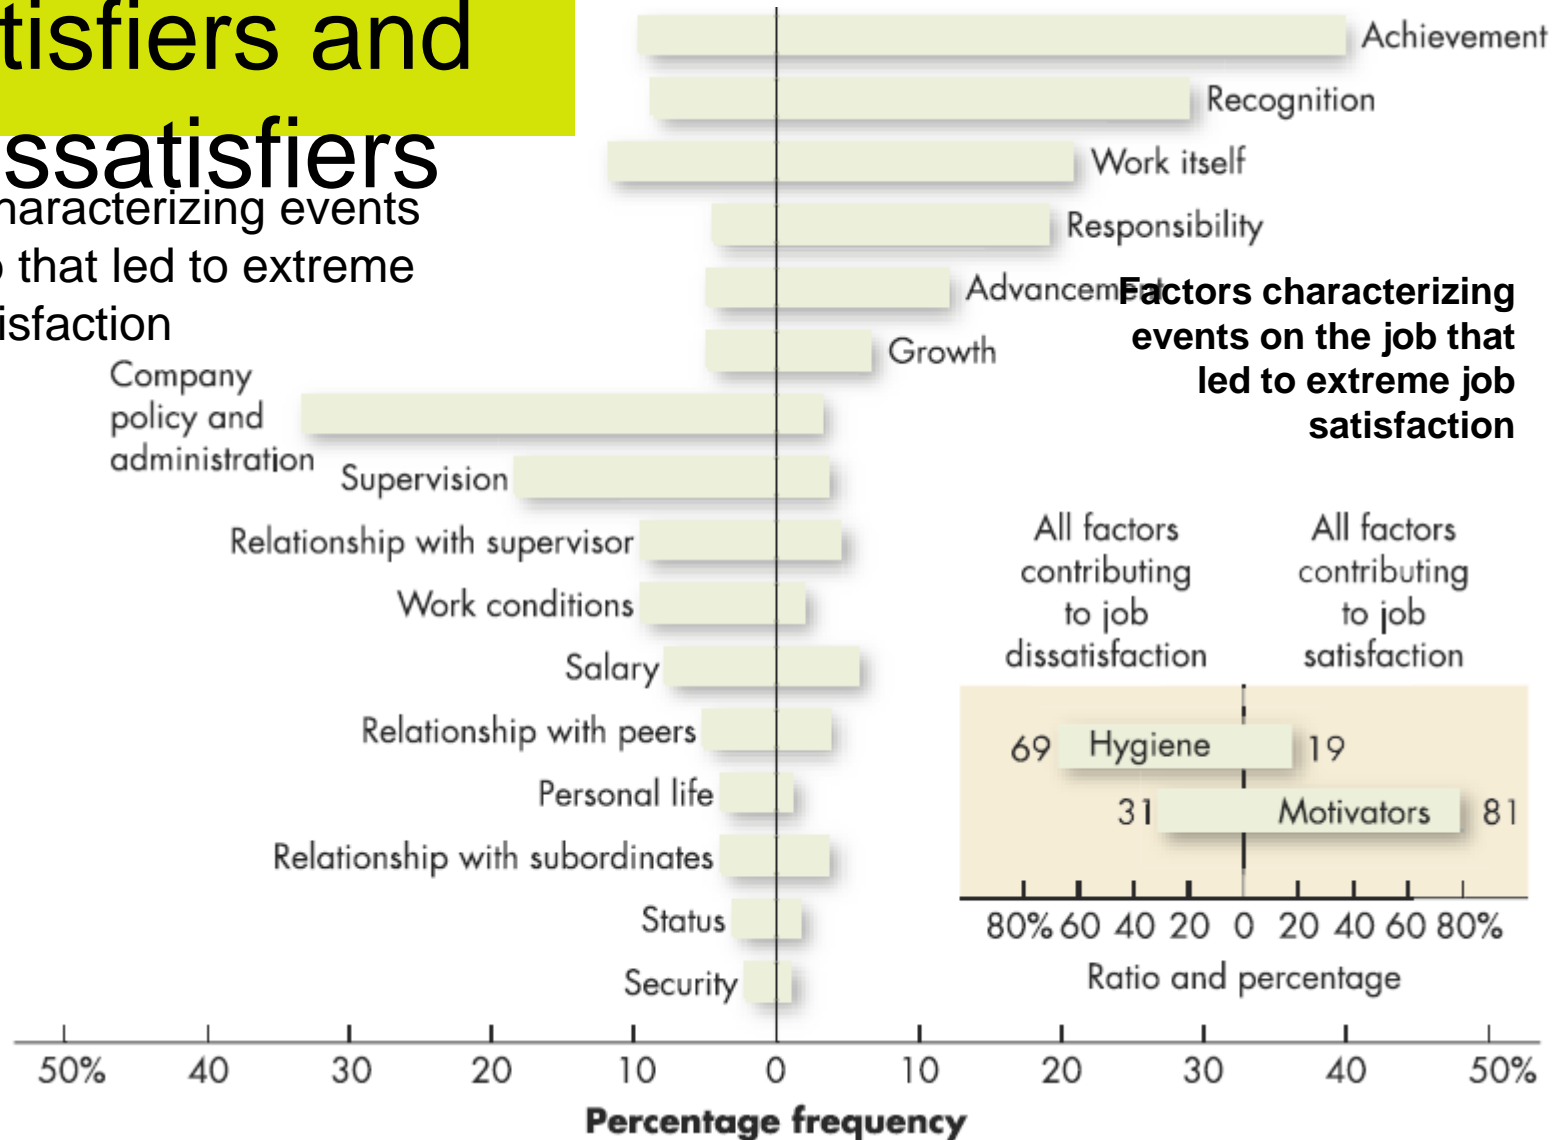 tisfiers and
ssatisfiers
haracterizing events
that led to extreme
isfaction
Achievement
Recognition
Work itself
Responsibility
Advancement
Growth
Factors characterizing
events on the job that
led to extreme job
satisfaction
Company
policy and
administration
Supervision
Relationship with supervisor
Work conditions
Salary
Relationship with peers
Personal life
Relationship with subordinates
Status
Security
All factors
contributing
to job
dissatisfaction
All factors
contributing
to job
satisfaction
69 Hygiene 19
31 Motivators 81
80% 60 40 20 0 20 40 60 80%
Ratio and percentage
50% 40 30 20 10 0 10 20 30 40 50%
Percentage frequency